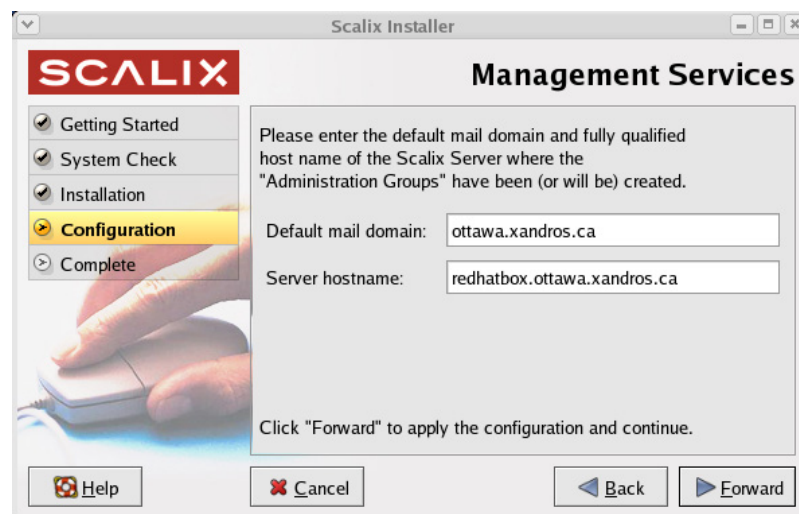 Scalix Installer
SCALIX
Management Services
Getting Started
System Check
Installation
Configuration
Complete
Please enter the default mail domain and fully qualified
host name of the Scalix Server where the
"Administration Groups" have been (or will be) created.
Default mail domain: ottawa.xandros.ca
Server hostname: redhatbox.ottawa.xandros.ca
Click "Forward" to apply the configuration and continue.
Help Cancel Back Forward